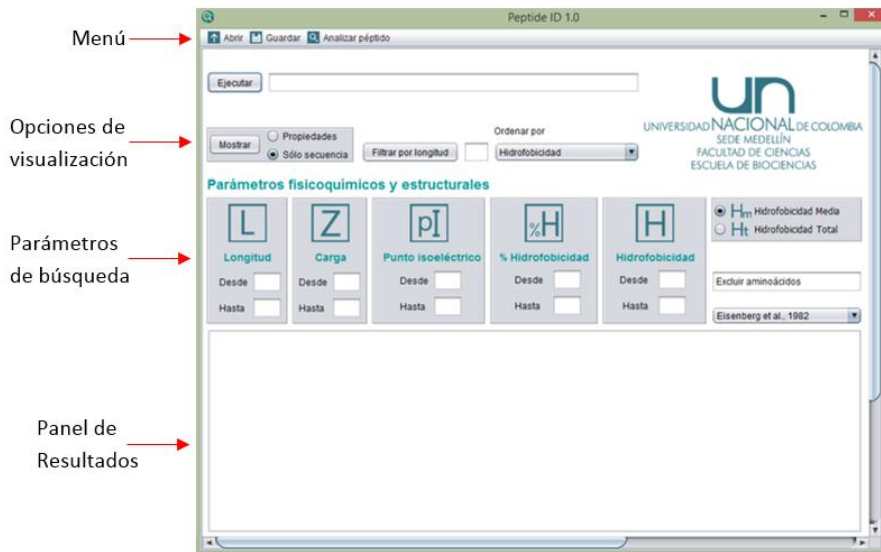 Peptide ID 1.0
Menú
Abrir Guardar Analizar péptido
Ejecutar
un
UNIVERSIDAD NACIONAL DE COLOMBIA
SEDE MEDELLÍN
FACULTAD DE CIENCIAS
ESCUELA DE BIOCIENCIAS
Opciones de
visualización
Mostrar
Propiedades
Sólo secuencia
Filtrar por longitud
Ordenar por
Hidrofobicidad
Parámetros fisicoquímicos y estructurales
Parámetros
de búsqueda
L
Longitud
Desde
Hasta
Z
Carga
Desde
Hasta
pI
Punto isoeléctrico
Desde
Hasta
%H
% Hidrofobicidad
Desde
Hasta
H
Hidrofobicidad
Desde
Hasta
Hm Hidrofobicidad Media
Ht Hidrofobicidad Total
Excluir aminoácidos
Eisenberg et al., 1982
Panel de
Resultados